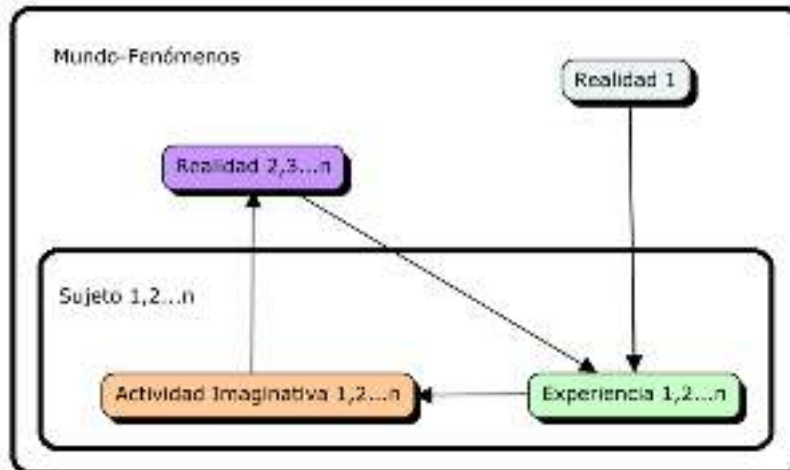 Mundo-Fenómenos
Realidad 1
Realidad 2,3...n
Sujeto 1,2...n
Actividad Imaginativa 1,2...n
Experiencia 1,2...n